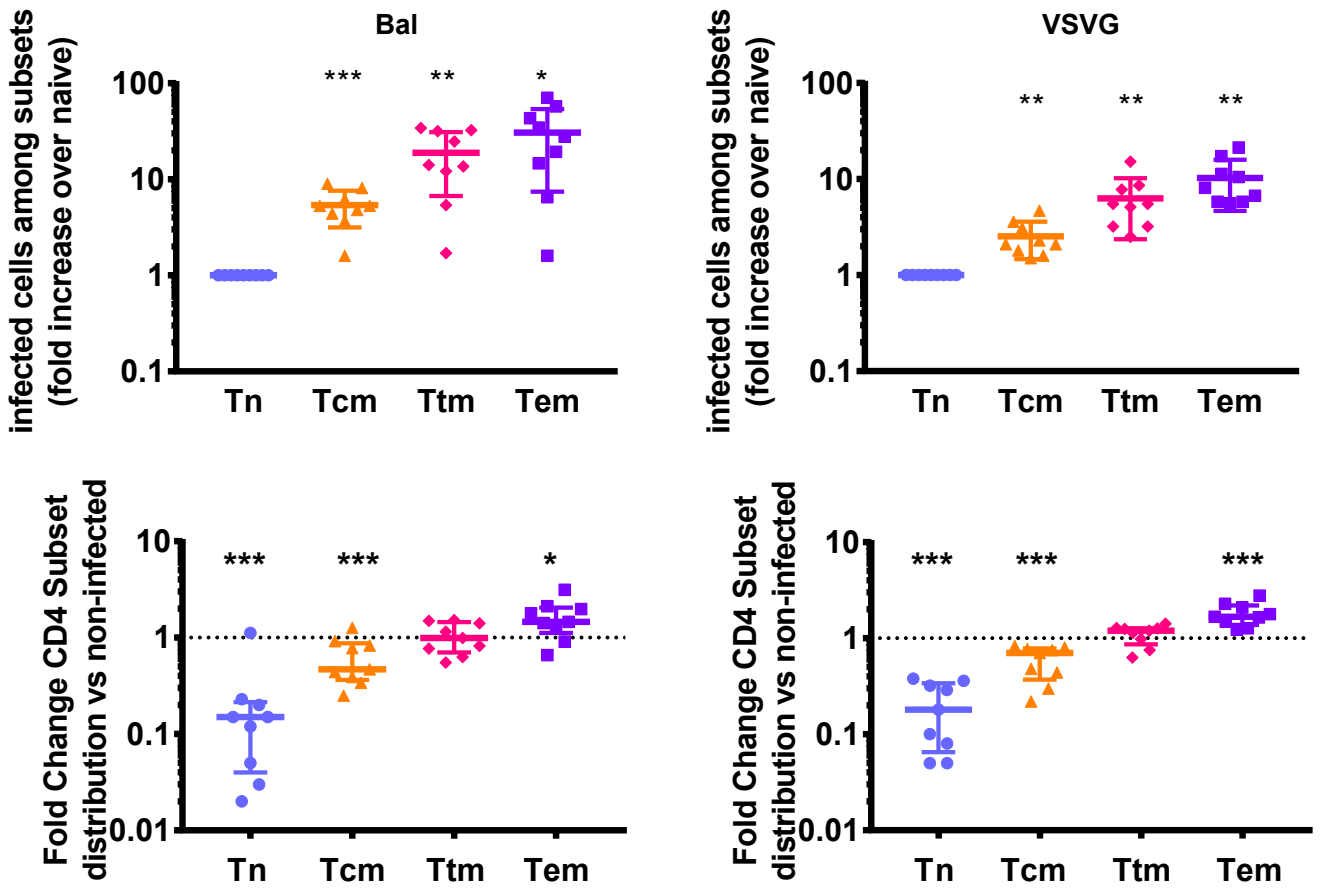 Bal
infected cells among subsets
(fold increase over naive)
100
10
1
0.1
***
**
*
Tn Tcm Ttm Tem
VSVG
infected cells among subsets
(fold increase over naive)
100
10
1
0.1
**
**
**
Tn Tcm Ttm Tem
Fold Change CD4 Subset
distribution vs non-infected
10
1
0.1
0.01
***
***
*
Tn Tcm Ttm Tem
Fold Change CD4 Subset
distribution vs non-infected
10
1
0.1
0.01
***
***
***
Tn Tcm Ttm Tem